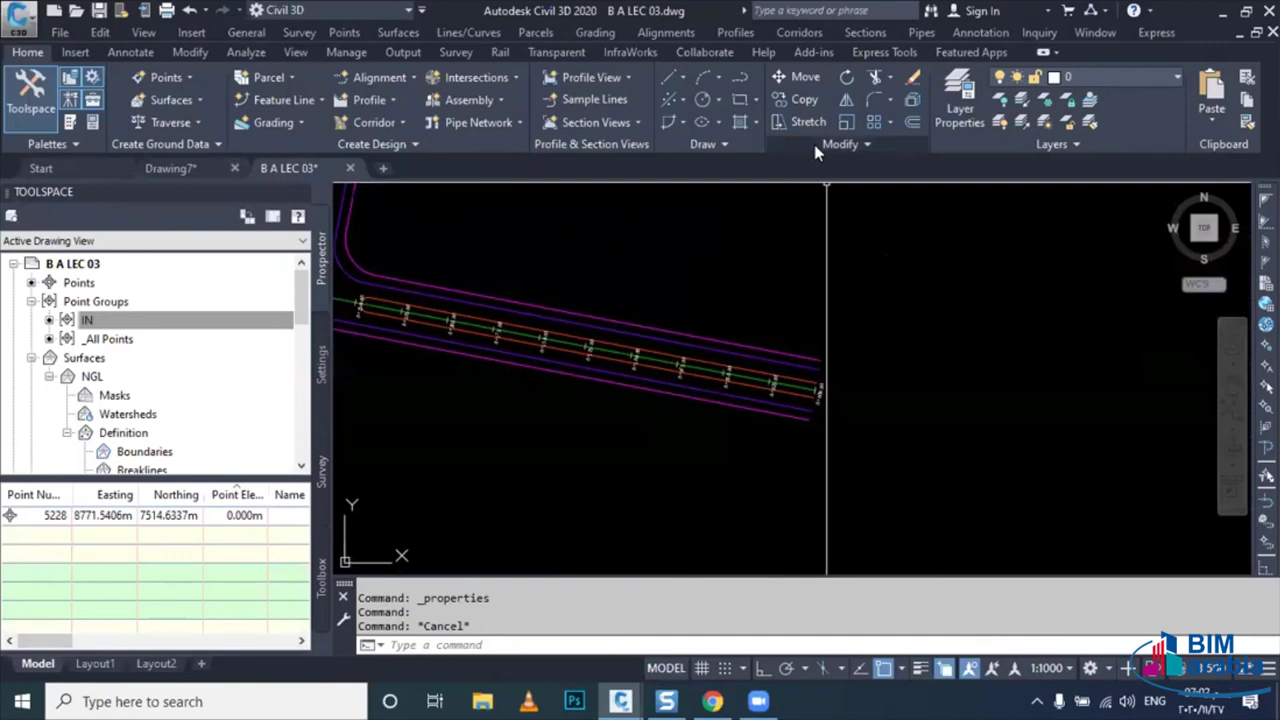 Civil 3D
Autodesk Civil 3D 2020 B A LEC 03.dwg
Type a keyword or phrase
Sign In
File Edit View Insert General Survey Points Surfaces Lines/Curves Parcels Grading Alignments Profiles Corridors Sections Pipes Annotation Inquiry Window Express
Home Insert Annotate Modify Analyze View Manage Output Survey Rail Transparent InfraWorks Collaborate Help Add-ins Express Tools Featured Apps
C3D
Toolspace
Points
Surfaces
Traverse
Parcel
Feature Line
Grading
Alignment
Profile
Corridor
Intersections
Assembly
Pipe Network
Profile View
Sample Lines
Section Views
Move
Copy
Stretch
Layer
Properties
0
Paste
Palettes
Create Ground Data
Create Design
Profile & Section Views
Draw
Modify
Layers
Clipboard
Start
Drawing7*
B A LEC 03*
TOOLSPACE
Active Drawing View
B A LEC 03
Points
Point Groups
IN
_All Points
Surfaces
NGL
Masks
Watersheds
Definition
Boundaries
Breaklines
Prospector
Settings
Survey
Toolbox
Point Nu... Easting Northing Point Ele... Name
5228 8771.5406m 7514.6337m 0.000m
N
W TOP E
S
WCS
Y
X
Command: _properties
Command:
Command: *Cancel*
Type a command
Model Layout1 Layout2
MODEL
1:1000
BIM
arabia
Type here to search
Ps
ENG